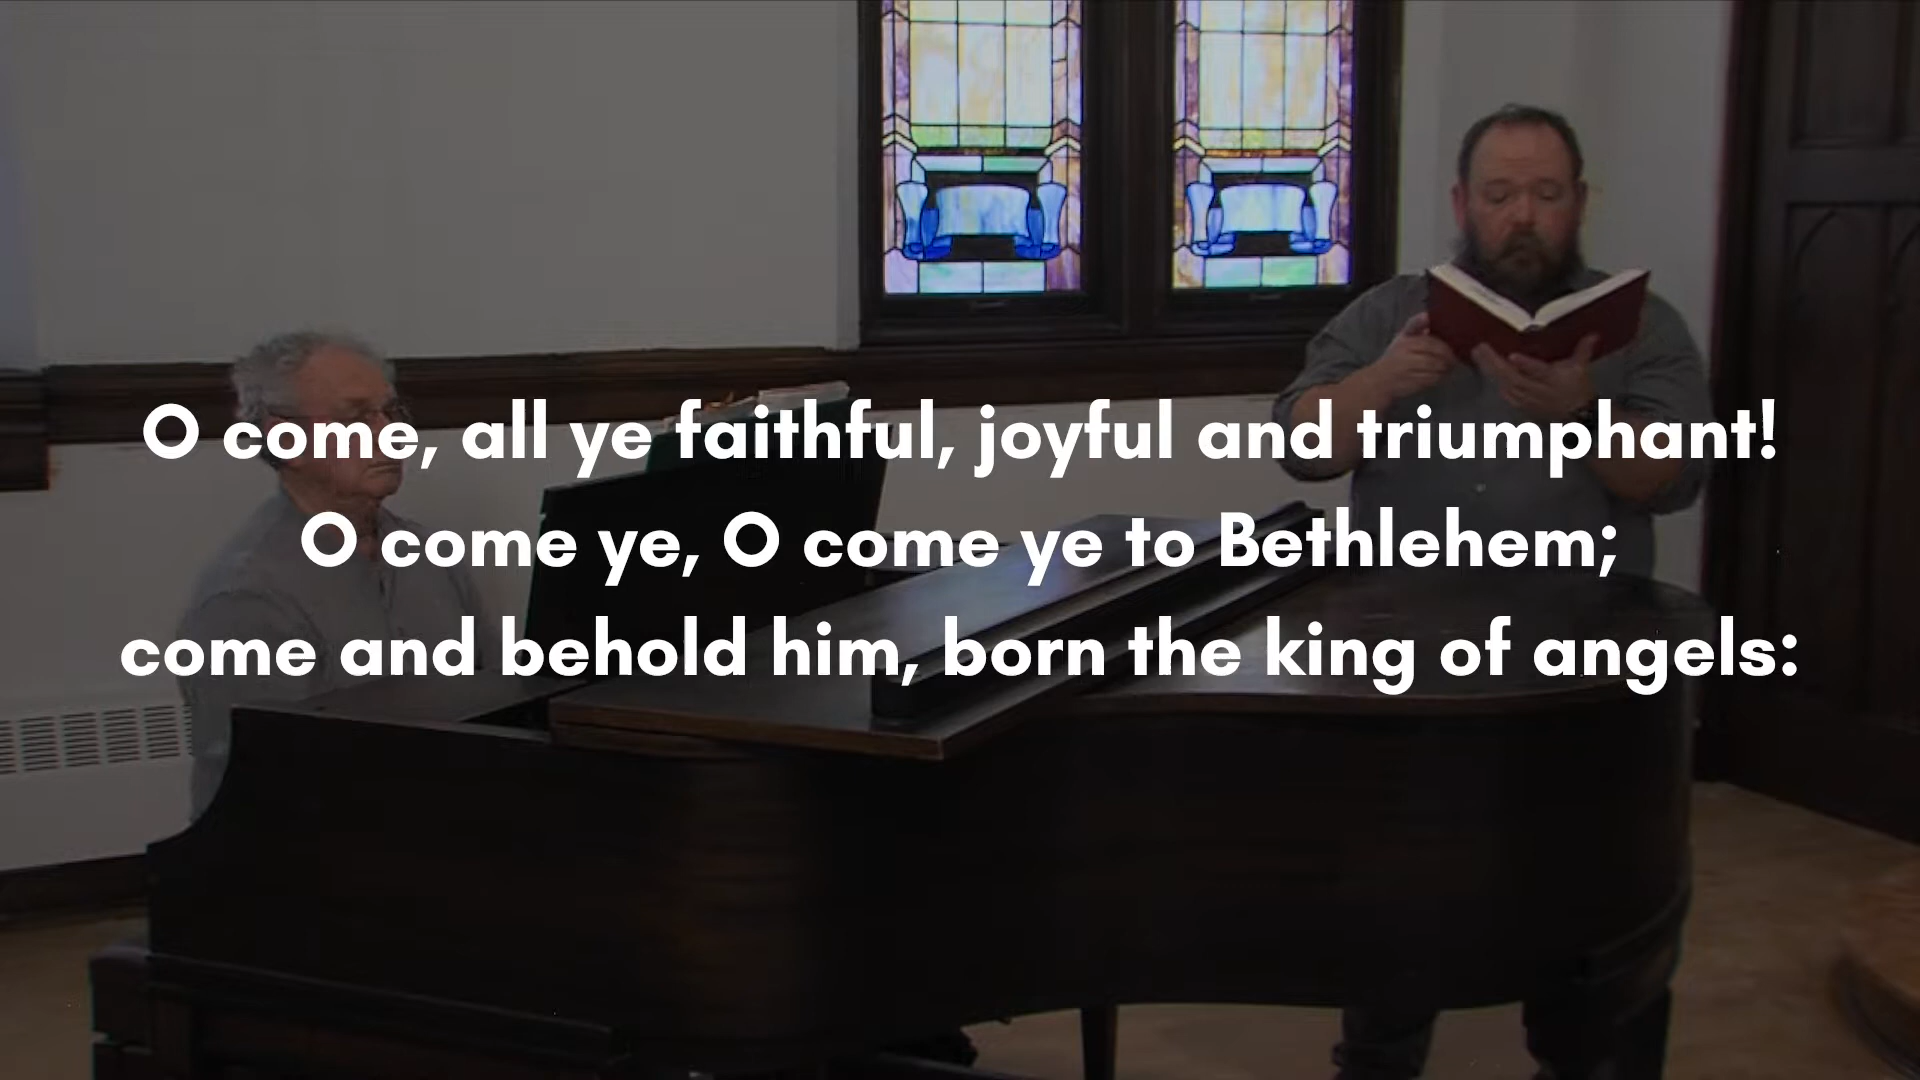 O come, all ye faithful, joyful and triumphant!
O come ye, O come ye to Bethlehem;
come and behold him, born the king of angels: